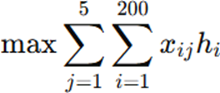 max ∑_{j=1}^{5} ∑_{i=1}^{200} x_{ij} h_i